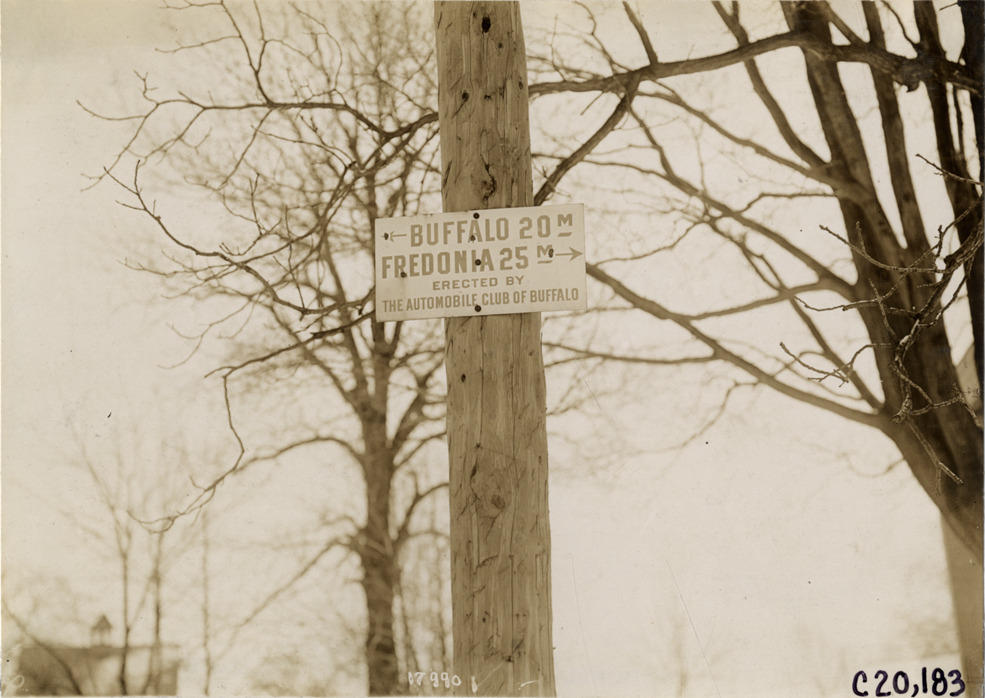 ← BUFFALO 20 M
FREDONIA 25 M →
ERECTED BY
THE AUTOMOBILE CLUB OF BUFFALO
17990
C20,183